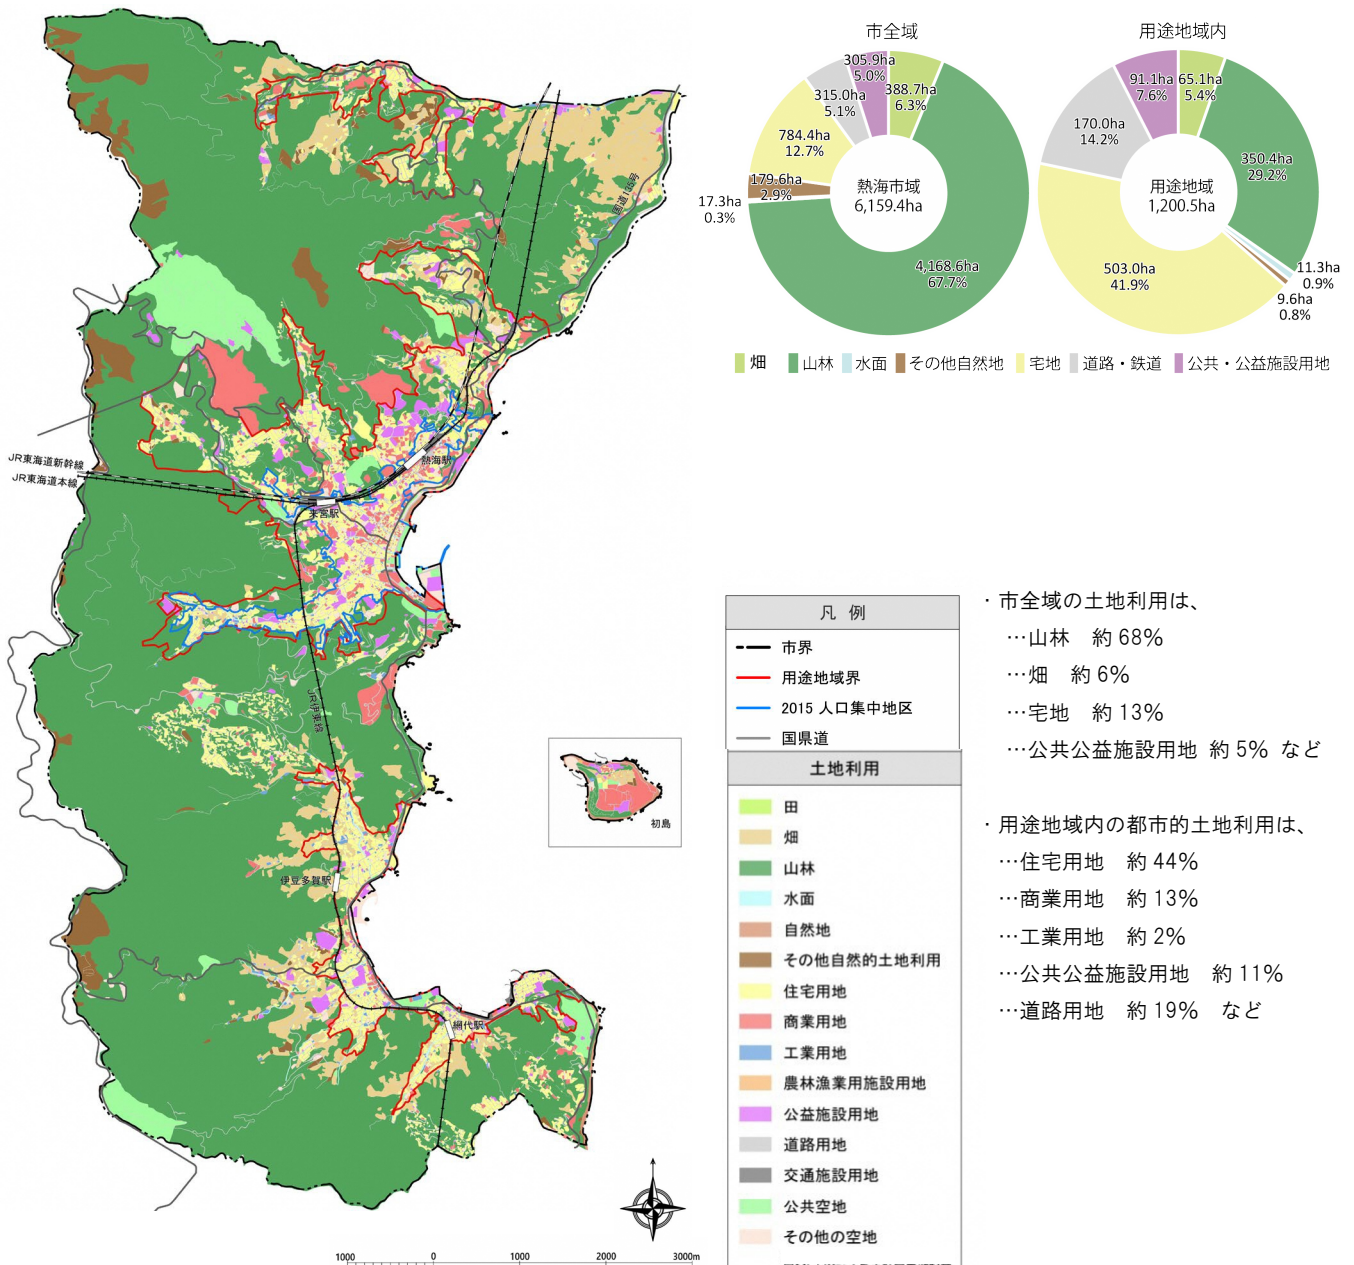 市全域
305.9ha
5.0%
388.7ha
6.3%
315.0ha
5.1%
784.4ha
12.7%
179.6ha
2.9%
17.3ha
0.3%
熱海市域
6,159.4ha
4,168.6ha
67.7%
用途地域内
91.1ha
7.6%
65.1ha
5.4%
170.0ha
14.2%
350.4ha
29.2%
用途地域
1,200.5ha
503.0ha
41.9%
11.3ha
0.9%
9.6ha
0.8%
畑 山林 水面 その他自然地 宅地 道路・鉄道 公共・公益施設用地
国道135号
JR東海道新幹線
JR東海道本線
熱海駅
来宮駅
JR伊東線
伊豆多賀駅
網代駅
初島
1000 0 1000 2000 3000m
凡 例
市界
用途地域界
2015 人口集中地区
国県道
土地利用
田
畑
山林
水面
自然地
その他自然的土地利用
住宅用地
商業用地
工業用地
農林漁業用施設用地
公益施設用地
道路用地
交通施設用地
公共空地
その他の空地
・市全域の土地利用は、
…山林 約 68%
…畑 約 6%
…宅地 約 13%
…公共公益施設用地 約 5% など
・用途地域内の都市的土地利用は、
…住宅用地 約 44%
…商業用地 約 13%
…工業用地 約 2%
…公共公益施設用地 約 11%
…道路用地 約 19% など